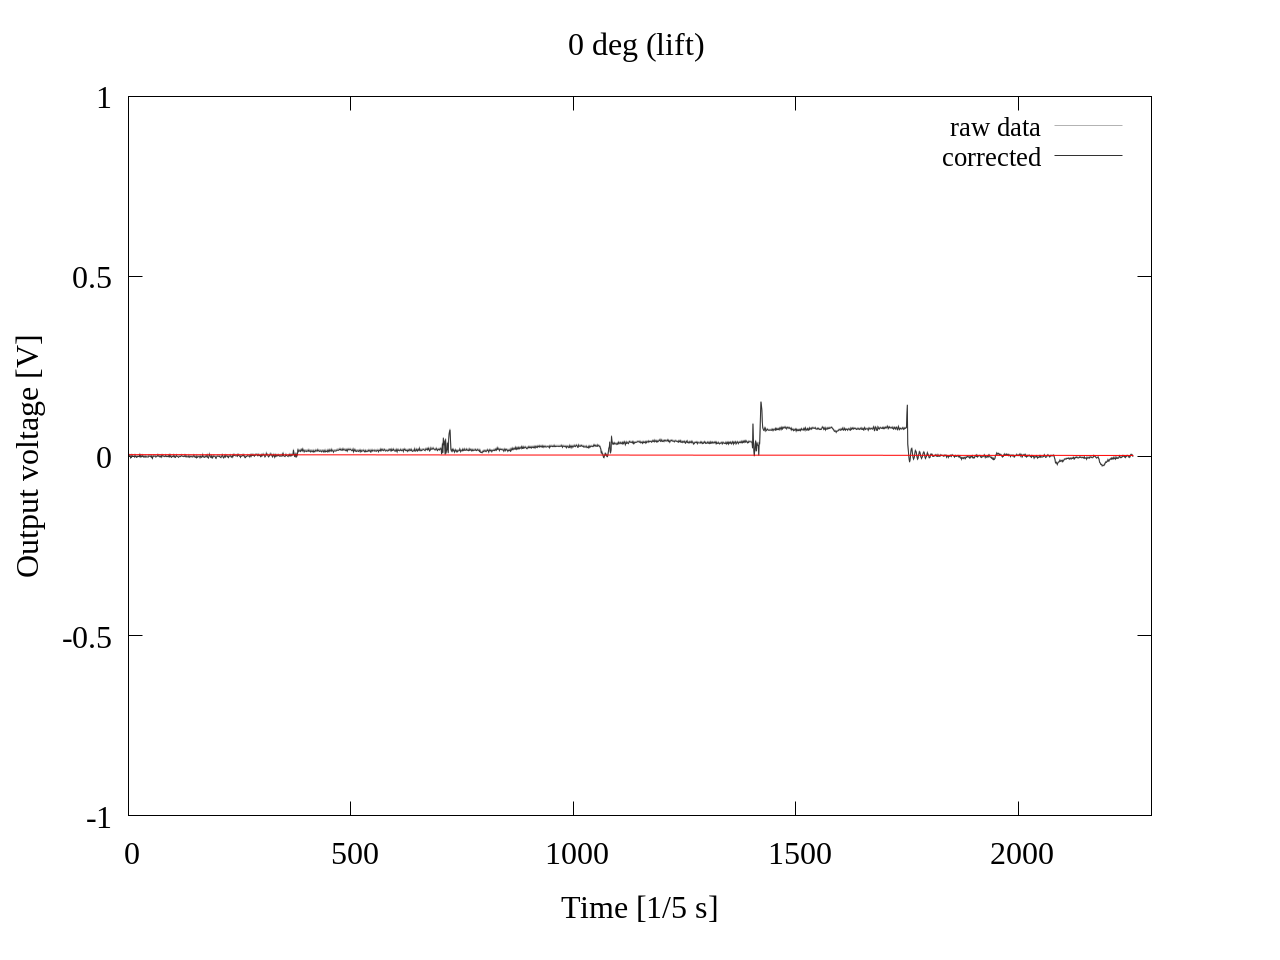 0 deg (lift)
1
raw data
corrected
0.5
0
-0.5
-1
Output voltage [V]
0 500 1000 1500 2000
Time [1/5 s]